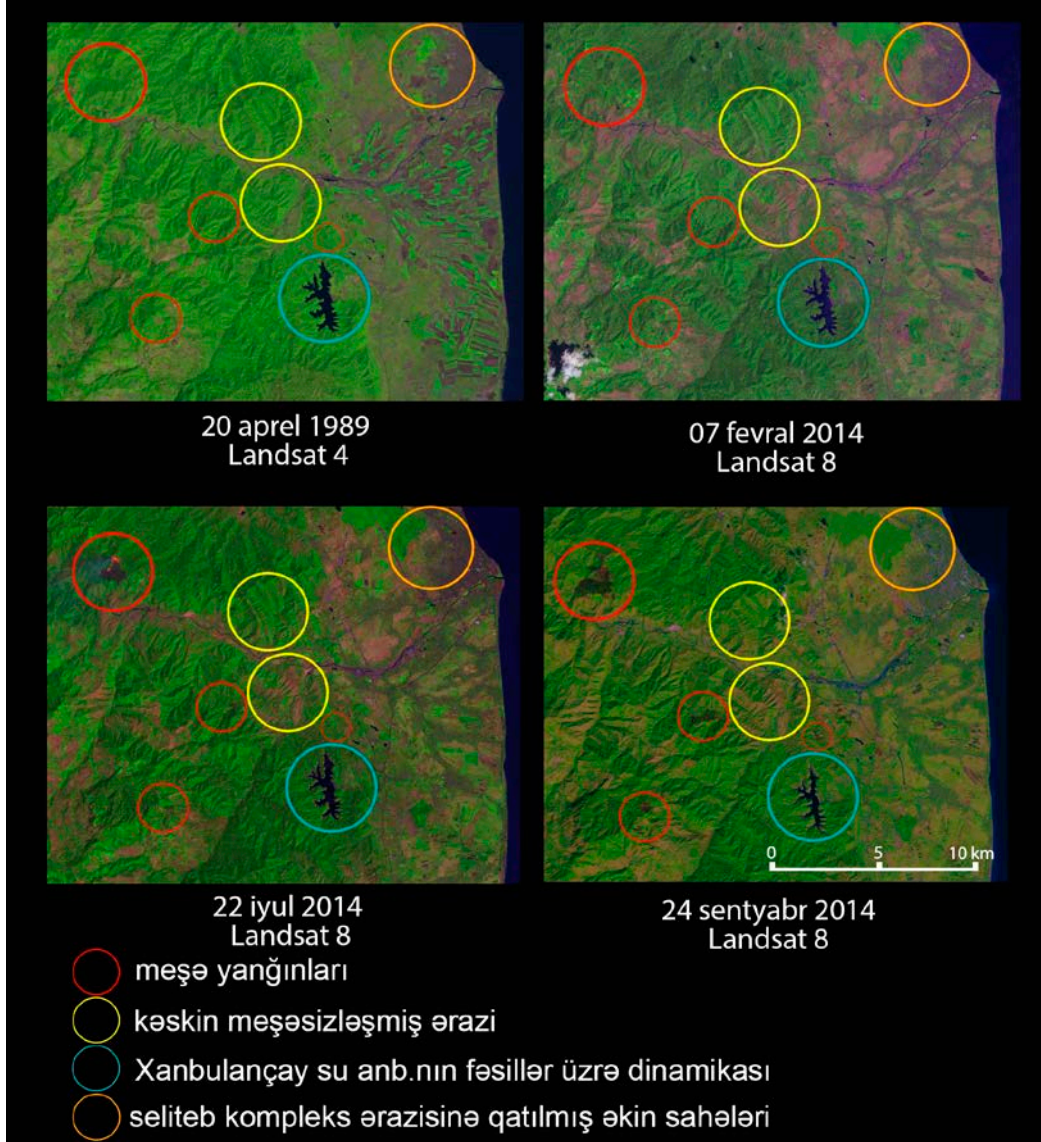 20 aprel 1989
Landsat 4
07 fevral 2014
Landsat 8
22 iyul 2014
Landsat 8
0 5 10 km
24 sentyabr 2014
Landsat 8
meşə yanğınları
kəskin meşəsizləşmiş ərazi
Xanbulançay su anb.nın fəsillər üzrə dinamikası
seliteb kompleks ərazisinə qatılmış əkin sahələri